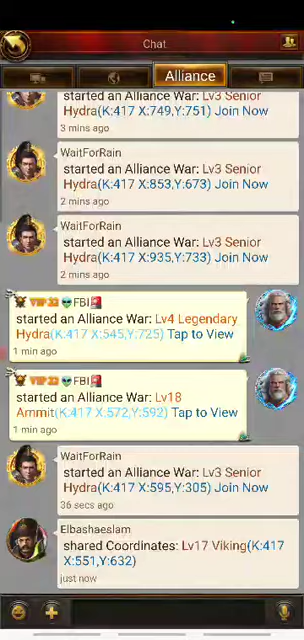 Chat
Alliance
started an Alliance War: Lv3 Senior
Hydra(K:417 X:749,Y:751) Join Now
3 mins ago
WaitForRain
started an Alliance War: Lv3 Senior
Hydra(K:417 X:853,Y:673) Join Now
2 mins ago
WaitForRain
started an Alliance War: Lv3 Senior
Hydra(K:417 X:935,Y:733) Join Now
2 mins ago
VIP 22 👽FBI🚨
started an Alliance War: Lv4 Legendary
Hydra(K:417 X:545,Y:725) Tap to View
1 min ago
VIP 22 👽FBI🚨
started an Alliance War: Lv18
Ammit(K:417 X:572,Y:592) Tap to View
1 min ago
WaitForRain
started an Alliance War: Lv3 Senior
Hydra(K:417 X:595,Y:305) Join Now
36 secs ago
Elbashaeslam
shared Coordinates: Lv17 Viking(K:417
X:551,Y:632)
just now